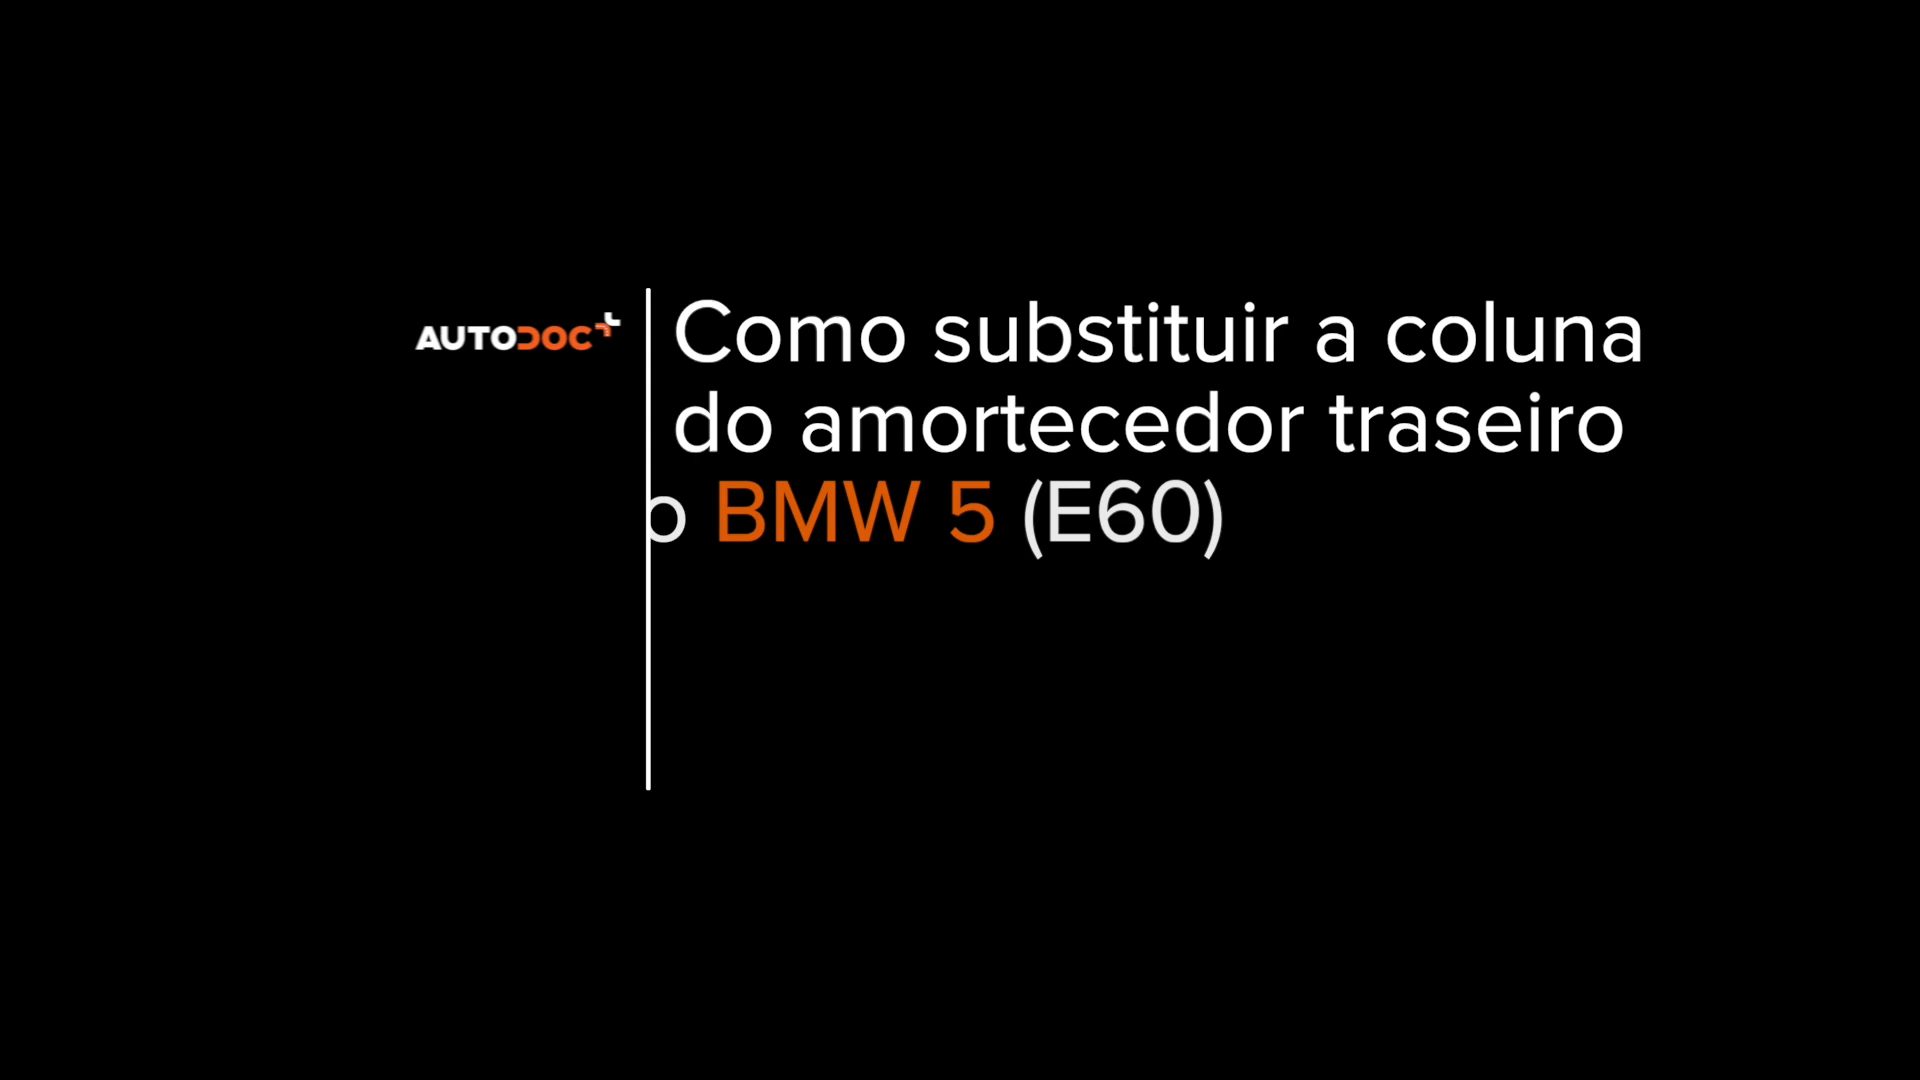 AUTODOC
Como substituir a coluna
do amortecedor traseiro
o BMW 5 (E60)